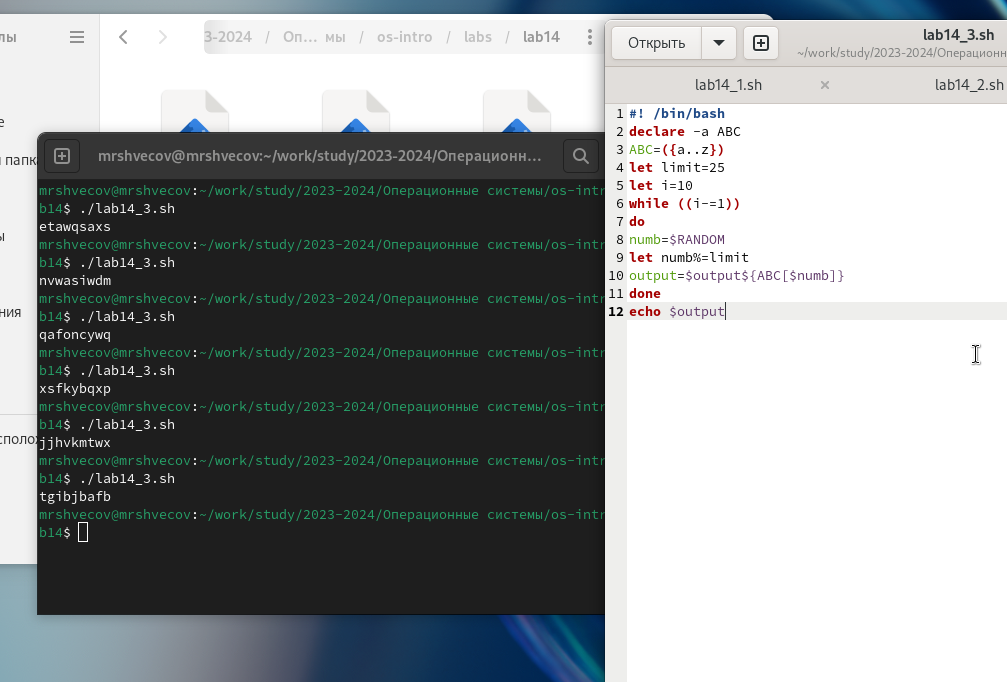 лы
3-2024 / Оп… мы / os-intro / labs / lab14
е
папк
ы
ния
сполож
mrshvecov@mrshvecov:~/work/study/2023-2024/Операционн…
mrshvecov@mrshvecov:~/work/study/2023-2024/Операционные системы/os-intr
b14$ ./lab14_3.sh
etawqsaxs
mrshvecov@mrshvecov:~/work/study/2023-2024/Операционные системы/os-intr
b14$ ./lab14_3.sh
nvwasiwdm
mrshvecov@mrshvecov:~/work/study/2023-2024/Операционные системы/os-intr
b14$ ./lab14_3.sh
qafoncywq
mrshvecov@mrshvecov:~/work/study/2023-2024/Операционные системы/os-intr
b14$ ./lab14_3.sh
xsfkybqxp
mrshvecov@mrshvecov:~/work/study/2023-2024/Операционные системы/os-intr
b14$ ./lab14_3.sh
jjhvkmtwx
mrshvecov@mrshvecov:~/work/study/2023-2024/Операционные системы/os-intr
b14$ ./lab14_3.sh
tgibjbafb
mrshvecov@mrshvecov:~/work/study/2023-2024/Операционные системы/os-intr
b14$
Открыть
lab14_3.sh
~/work/study/2023-2024/Операционн
lab14_1.sh × lab14_2.sh
1 #! /bin/bash
2 declare -a ABC
3 ABC=({a..z})
4 let limit=25
5 let i=10
6 while ((i-=1))
7 do
8 numb=$RANDOM
9 let numb%=limit
10 output=$output${ABC[$numb]}
11 done
12 echo $output